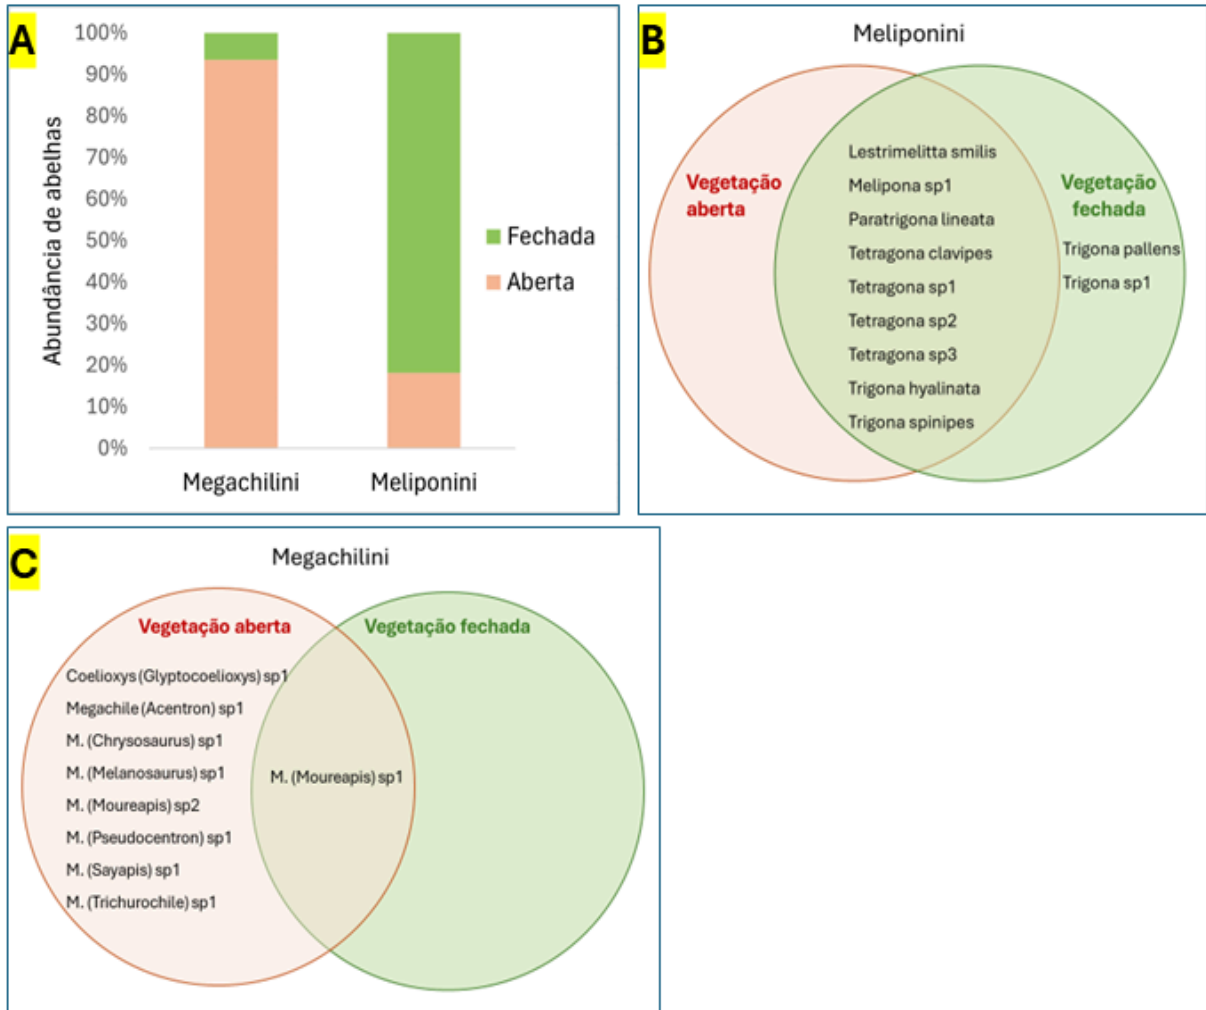 A
100%
90%
80%
70%
60%
50%
40%
30%
20%
10%
0%
Abundância de abelhas
Megachilini
Meliponini
Fechada
Aberta
B
Meliponini
Vegetação
aberta
Lestrimelitta smilis
Melipona sp1
Paratrigona lineata
Tetragona clavipes
Tetragona sp1
Tetragona sp2
Tetragona sp3
Trigona hyalinata
Trigona spinipes
Vegetação
fechada
Trigona pallens
Trigona sp1
C
Megachilini
Vegetação aberta
Vegetação fechada
Coelioxys (Glyptocoelioxys) sp1
Megachile (Acentron) sp1
M. (Chrysosaurus) sp1
M. (Melanosaurus) sp1
M. (Moureapis) sp2
M. (Pseudocentron) sp1
M. (Sayapis) sp1
M. (Trichurochile) sp1
M. (Moureapis) sp1